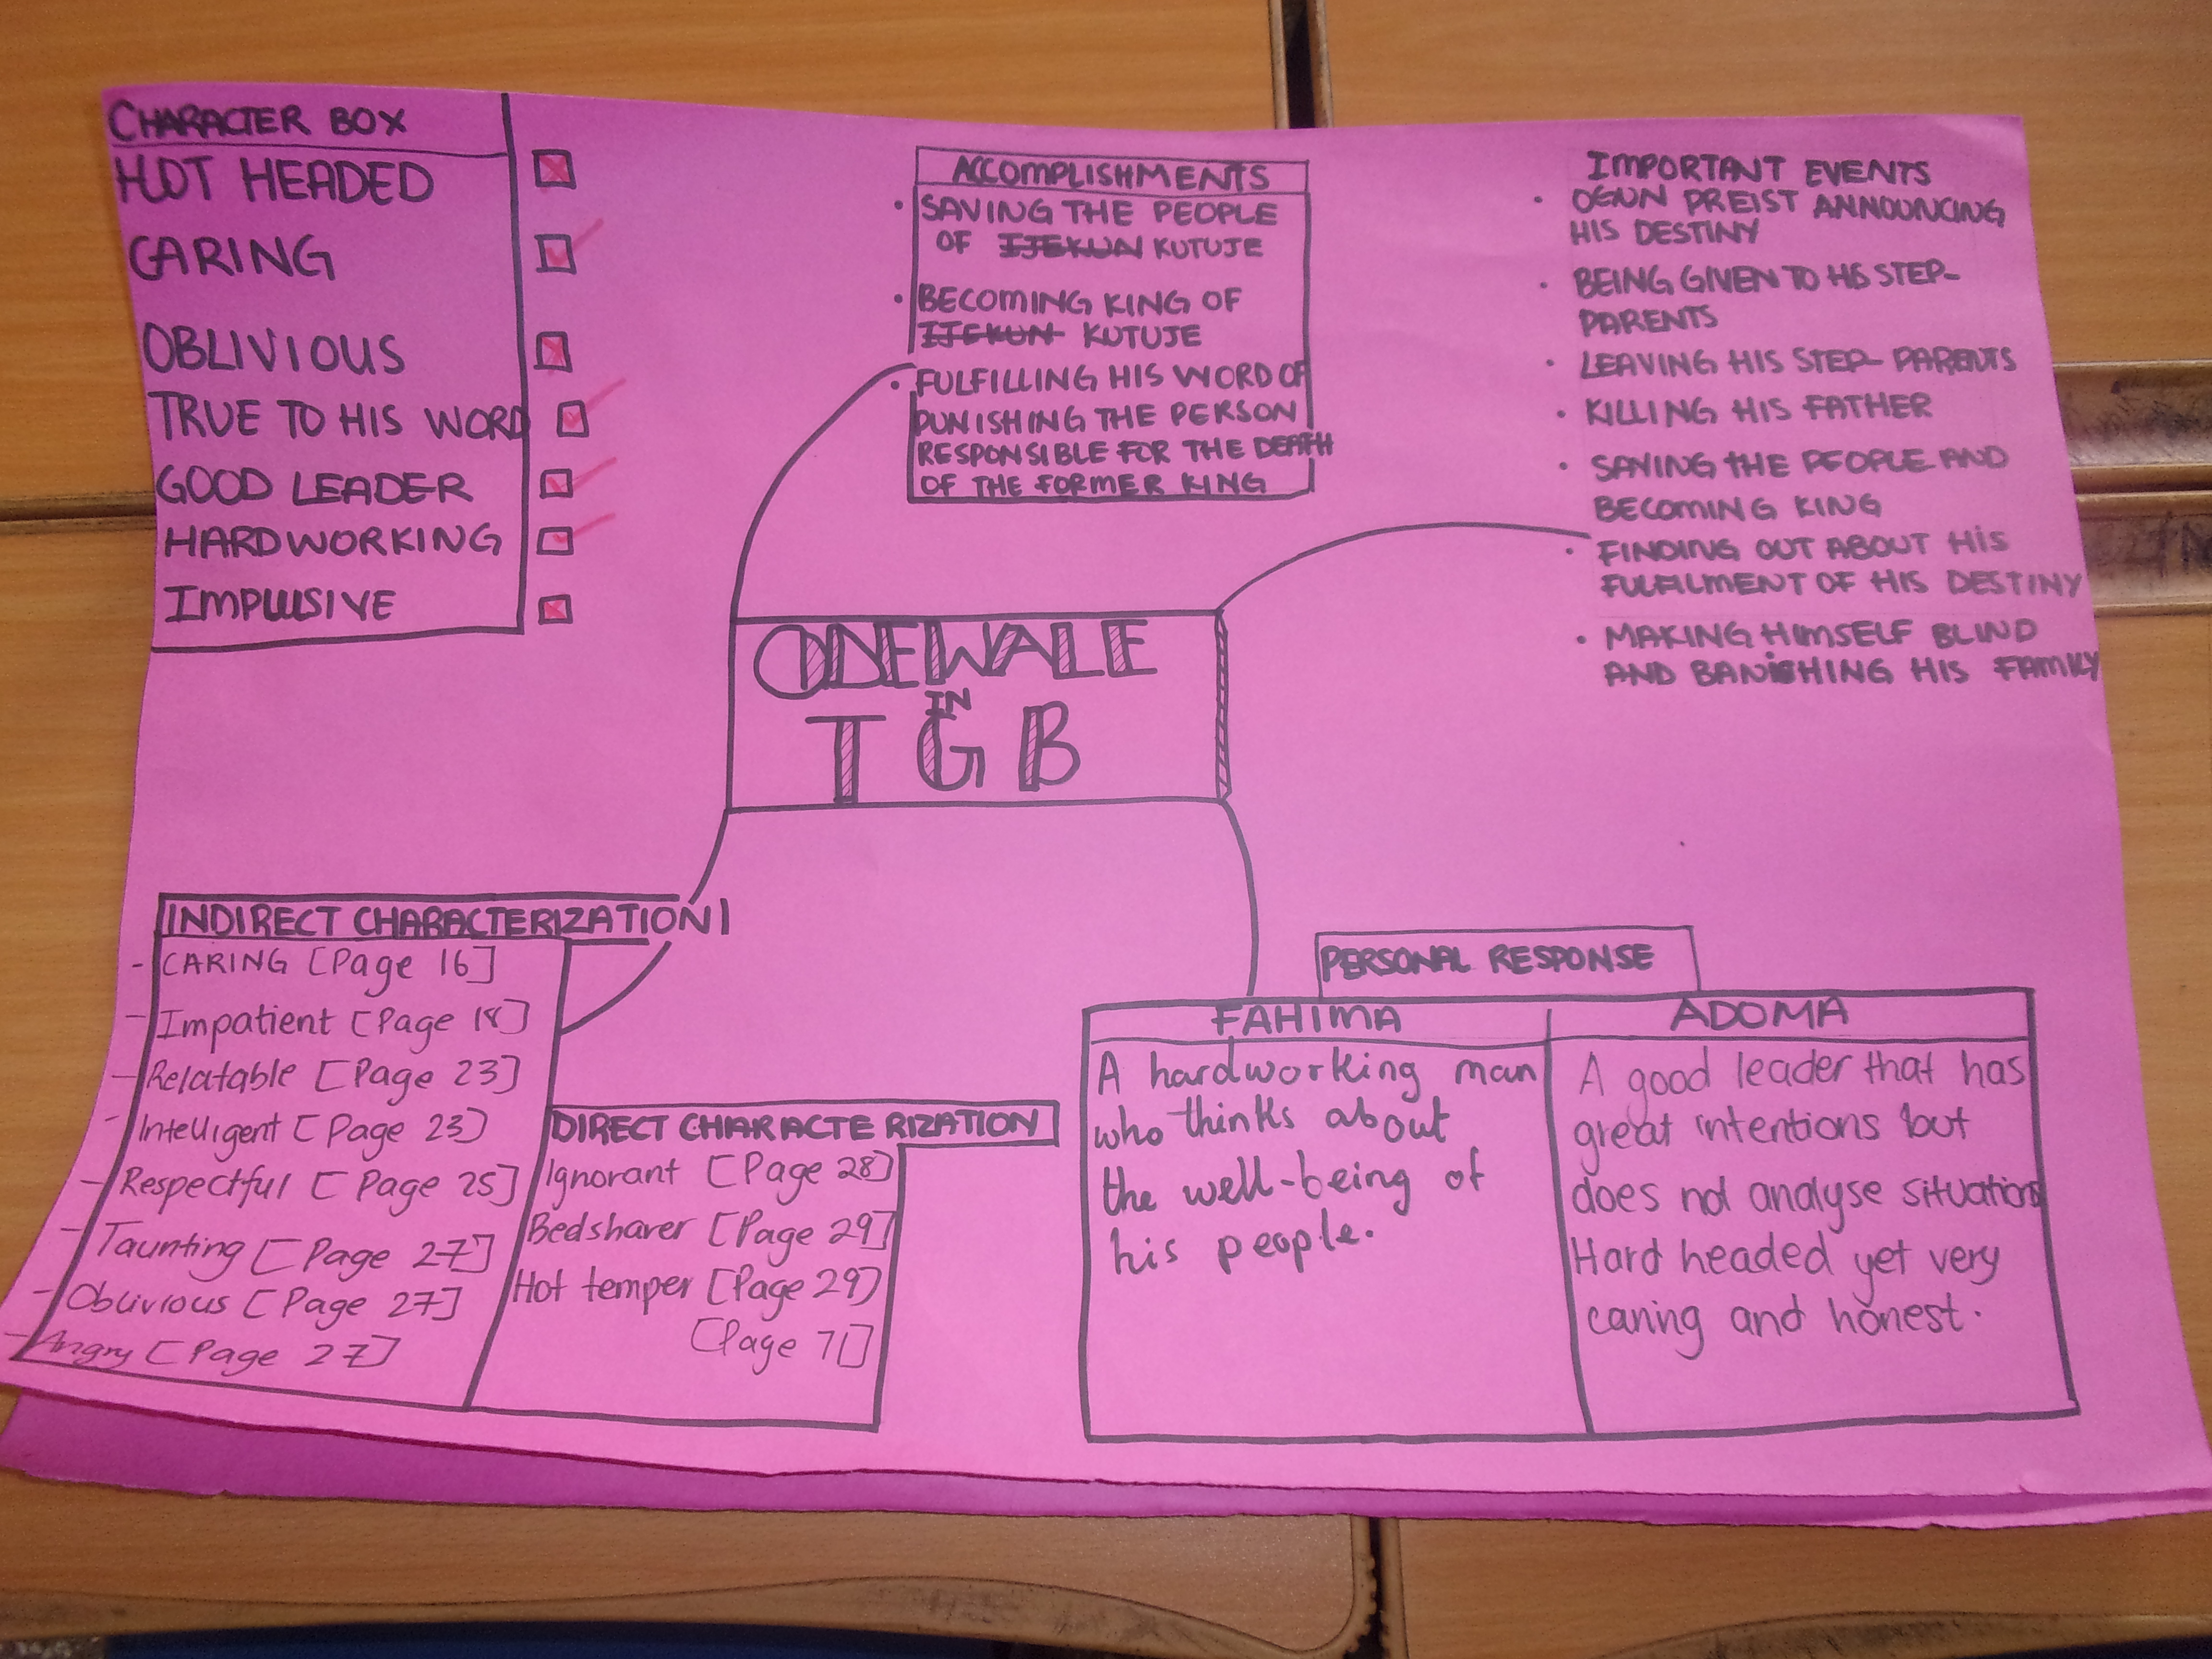 CHARACTER BOX
HOT HEADED
CARING
OBLIVIOUS
TRUE TO HIS WORD
GOOD LEADER
HARDWORKING
IMPULSIVE
ACCOMPLISHMENTS
• SAVING THE PEOPLE
OF IJEKUN KUTUJE
• BECOMING KING OF
IJEKUN KUTUJE
• FULFILLING HIS WORD OF
PUNISHING THE PERSON
RESPONSIBLE FOR THE DEATH
OF THE FORMER KING
IMPORTANT EVENTS
• OGUN PREIST ANNOUNCING
HIS DESTINY
• BEING GIVEN TO HIS STEP-
PARENTS
• LEAVING HIS STEP-PARENTS
• KILLING HIS FATHER
• SAVING THE PEOPLE AND
BECOMING KING
• FINDING OUT ABOUT HIS
FULFILMENT OF HIS DESTINY
• MAKING HIMSELF BLIND
AND BANISHING HIS FAMILY
ODEWALE
IN
TGB
INDIRECT CHARACTERIZATION
- CARING [Page 16]
- Impatient [Page 18]
- Relatable [Page 23]
- Intelligent [Page 23]
- Respectful [Page 25]
- Taunting [Page 27]
- Oblivious [Page 27]
- Angry [Page 27]
DIRECT CHARACTERIZATION
Ignorant [Page 28]
Bedsharer [Page 29]
Hot temper [Page 29]
[Page 71]
PERSONAL RESPONSE
FAHIMA
A hardworking man
who thinks about
the well-being of
his people.
ADOMA
A good leader that has
great intentions but
does not analyse situations
Hard headed yet very
caring and honest.